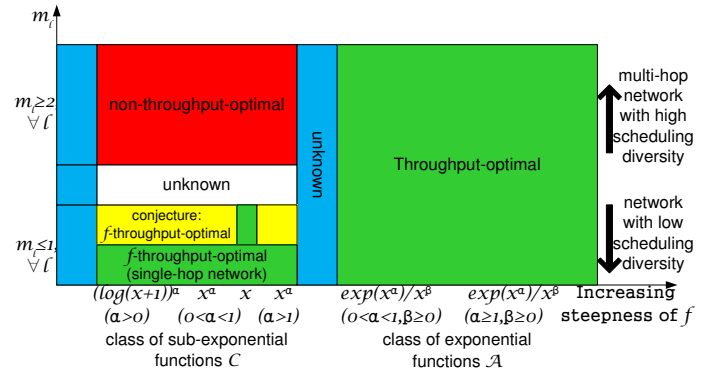 m_l
m_l≥2
∀ l
m_l≤1,
∀ l
non-throughput-optimal
unknown
conjecture:
f-throughput-optimal
f-throughput-optimal
(single-hop network)
unknown
Throughput-optimal
multi-hop
network
with high
scheduling
diversity
network
with low
scheduling
diversity
(log(x+1))^α x^α x x^α exp(x^α)/x^β exp(x^α)/x^β Increasing
(α>0) (0<α<1) (α>1) (0<α<1,β≥0) (α≥1,β≥0) steepness of f
class of sub-exponential
functions C
class of exponential
functions A